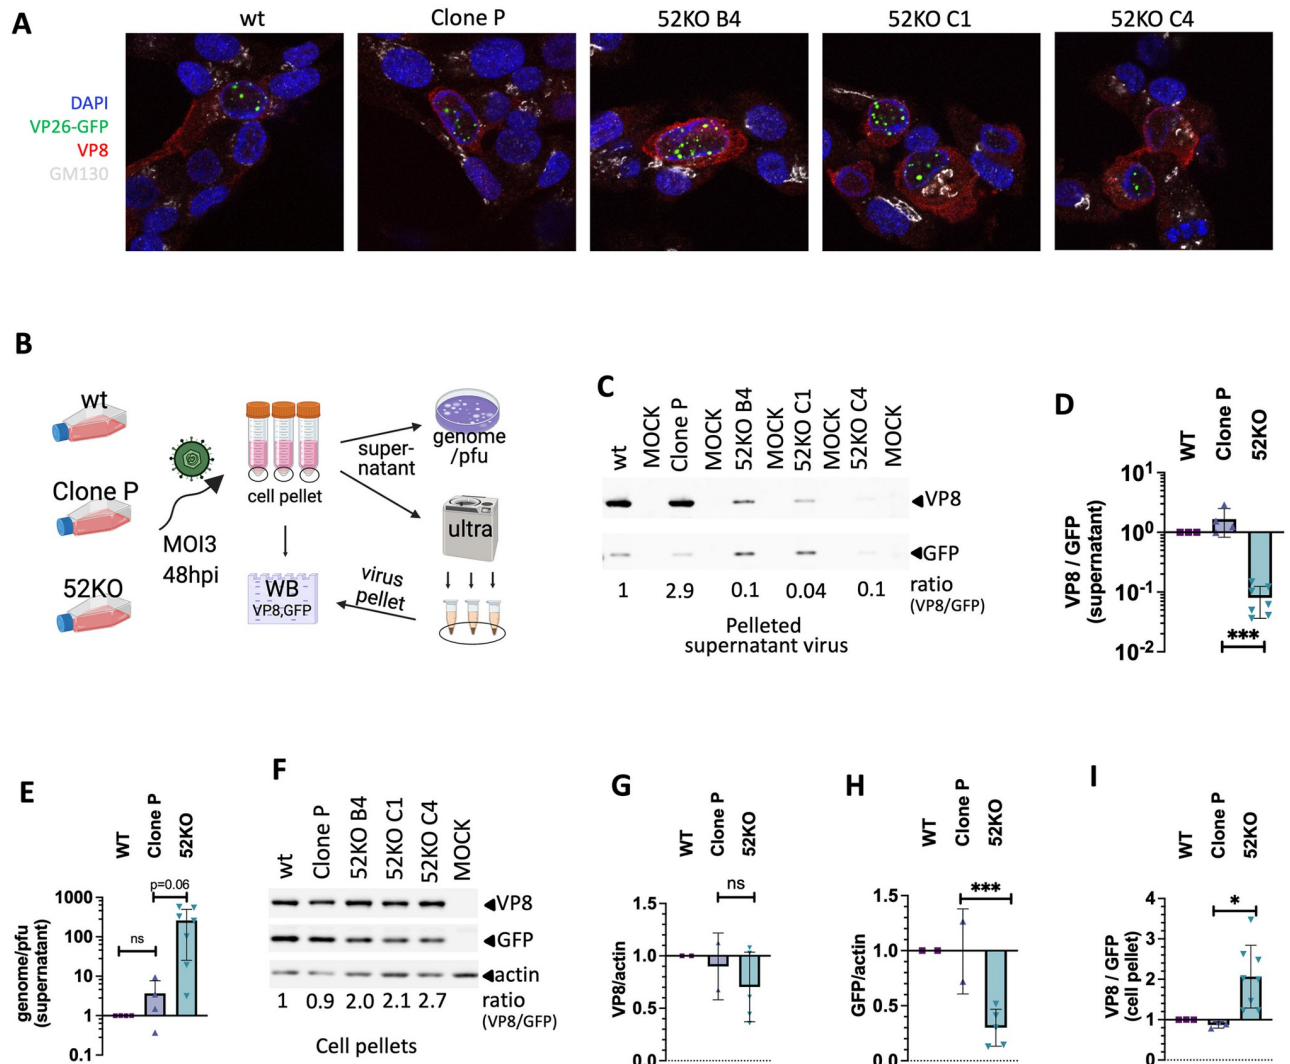 A
wt
Clone P
52KO B4
52KO C1
52KO C4
DAPI
VP26-GFP
VP8
GM130
B
wt
Clone P
52KO
MOI3
48hpi
cell pellet
super-
natant
genome
/pfu
ultra
virus
pellet
WB
VP8,GFP
C
wt
MOCK
Clone P
MOCK
52KO B4
MOCK
52KO C1
MOCK
52KO C4
MOCK
VP8
GFP
1 2.9 0.1 0.04 0.1 ratio
(VP8/GFP)
Pelleted
supernatant virus
D
WT
Clone P
52KO
VP8 / GFP
(supernatant)
10¹
10⁰
10⁻¹
10⁻²
***
E
WT
Clone P
52KO
genome/pfu
(supernatant)
1000
100
10
1
0.1
ns
p=0.06
F
wt
Clone P
52KO B4
52KO C1
52KO C4
MOCK
VP8
GFP
actin
1 0.9 2.0 2.1 2.7 ratio
(VP8/GFP)
Cell pellets
G
WT
Clone P
52KO
VP8/actin
1.5
1.0
0.5
0.0
ns
H
WT
Clone P
52KO
GFP/actin
1.5
1.0
0.5
0.0
***
I
WT
Clone P
52KO
VP8 / GFP
(cell pellet)
4
3
2
1
0
*